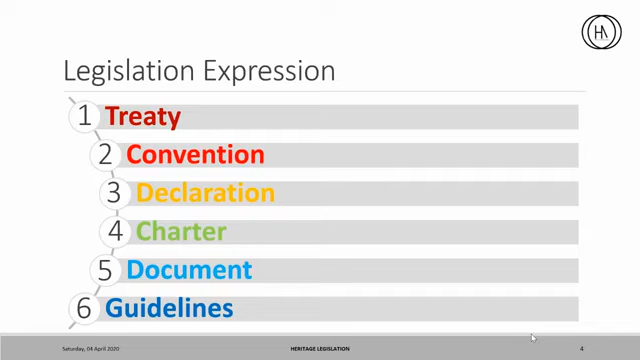 HA
Legislation Expression
1 Treaty
2 Convention
3 Declaration
4 Charter
5 Document
6 Guidelines
Saturday, 04 April 2020 HERITAGE LEGISLATION 4